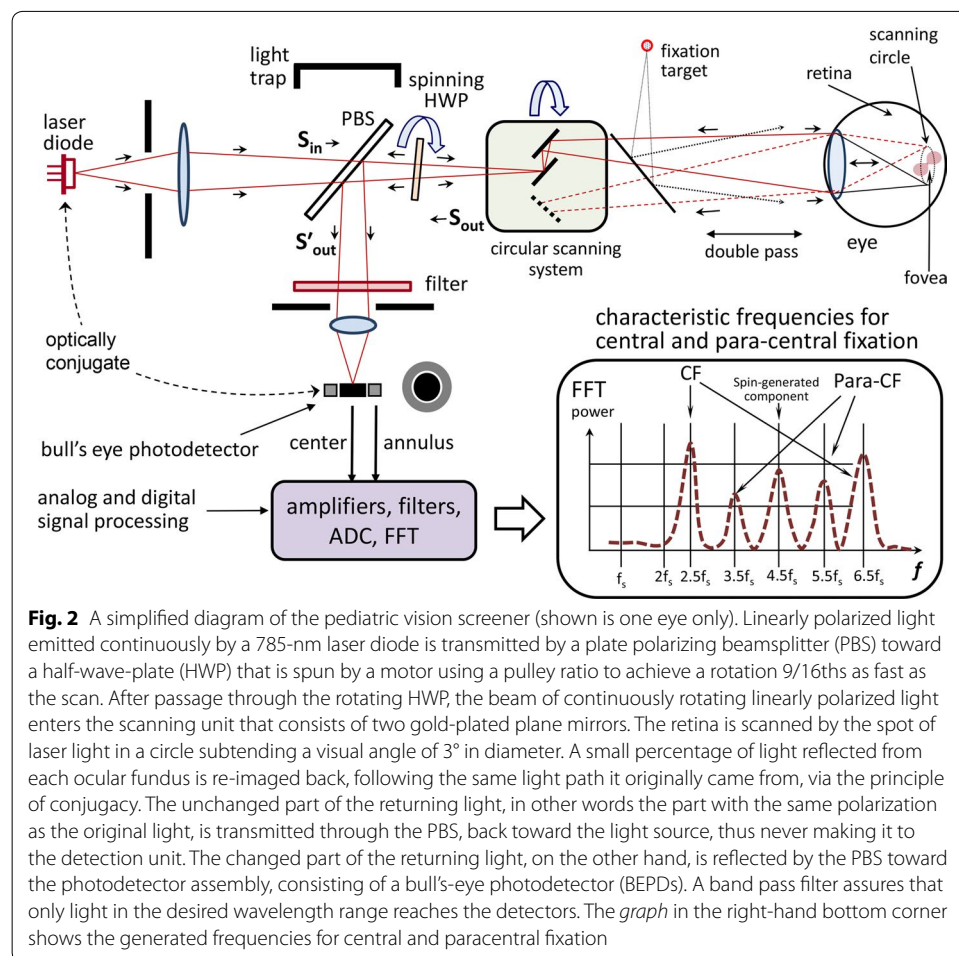 light
trap
spinning
HWP
PBS
laser
diode
S_in
S_out
S'_out
fixation
target
scanning
circle
retina
circular scanning
system
double pass
eye
fovea
filter
optically
conjugate
bull's eye photodetector
center
annulus
analog and digital
signal processing
amplifiers, filters,
ADC, FFT
characteristic frequencies for
central and para-central fixation
FFT
power
CF
Spin-generated
component
Para-CF
f_s 2f_s 2.5f_s 3.5f_s 4.5f_s 5.5f_s 6.5f_s f
Fig. 2 A simplified diagram of the pediatric vision screener (shown is one eye only). Linearly polarized light
emitted continuously by a 785-nm laser diode is transmitted by a plate polarizing beamsplitter (PBS) toward
a half-wave-plate (HWP) that is spun by a motor using a pulley ratio to achieve a rotation 9/16ths as fast as
the scan. After passage through the rotating HWP, the beam of continuously rotating linearly polarized light
enters the scanning unit that consists of two gold-plated plane mirrors. The retina is scanned by the spot of
laser light in a circle subtending a visual angle of 3° in diameter. A small percentage of light reflected from
each ocular fundus is re-imaged back, following the same light path it originally came from, via the principle
of conjugacy. The unchanged part of the returning light, in other words the part with the same polarization
as the original light, is transmitted through the PBS, back toward the light source, thus never making it to
the detection unit. The changed part of the returning light, on the other hand, is reflected by the PBS toward
the photodetector assembly, consisting of a bull's-eye photodetector (BEPDs). A band pass filter assures that
only light in the desired wavelength range reaches the detectors. The graph in the right-hand bottom corner
shows the generated frequencies for central and paracentral fixation